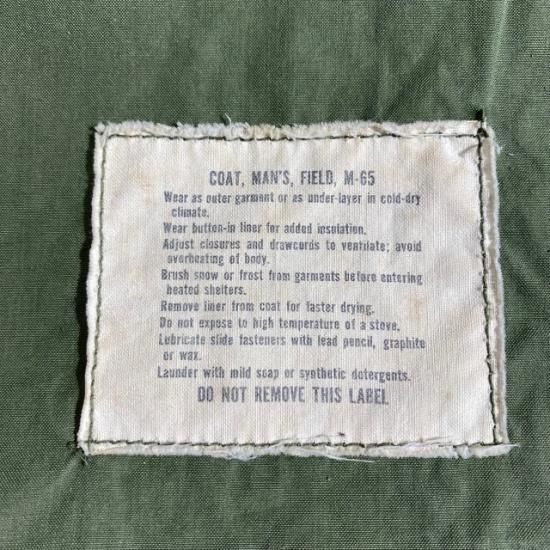 COAT, MAN'S, FIELD, M-65
Wear as outer garment or as under-layer in cold-dry
climate.
Wear button-in liner for added insulation.
Adjust closures and drawcords to ventilate; avoid
overheating of body.
Brush snow or frost from garments before entering
heated shelters.
Remove liner from coat for faster drying.
Do not expose to high temperature of a stove.
Lubricate slide fasteners with lead pencil, graphite
or wax.
Launder with mild soap or synthetic detergents.
DO NOT REMOVE THIS LABEL